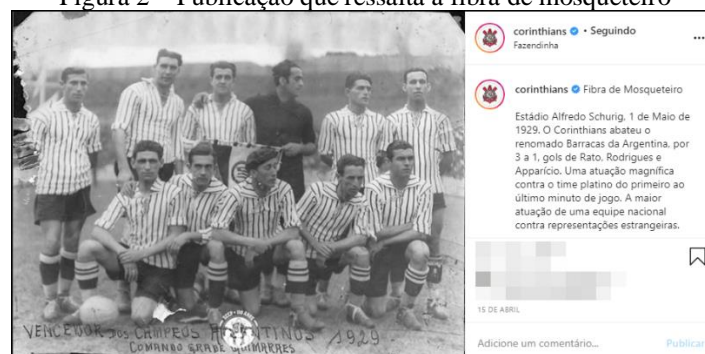 Figura 2 – Publicação que ressalta a fibra de mosqueteiro
corinthians • Seguindo
Fazendinha
corinthians Fibra de Mosqueteiro
Estádio Alfredo Schurig, 1 de Maio de
1929. O Corinthians abateu o
renomado Barracas da Argentina, por
3 a 1, gols de Rato, Rodrigues e
Apparício. Uma atuação magnífica
contra o time platino do primeiro ao
último minuto de jogo. A maior
atuação de uma equipe nacional
contra representações estrangeiras.
15 DE ABRIL
Adicione um comentário...
Publicar
VENCEDOR DOS CAMPEOS ARGENTINOS 1929
COMANDO GRABE GUIMARAES